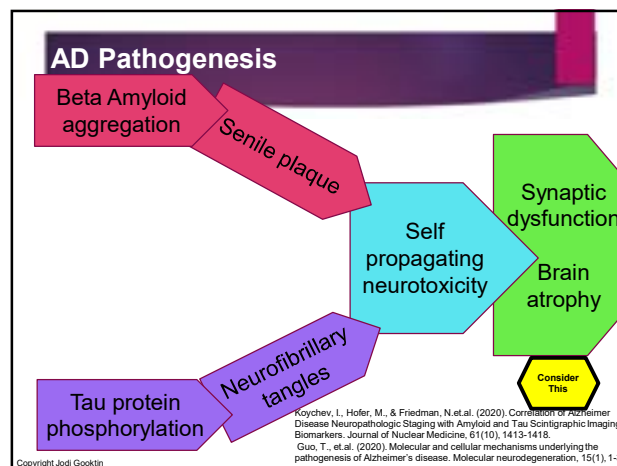 AD Pathogenesis
Beta Amyloid
aggregation
Senile plaque
Self
propagating
neurotoxicity
Synaptic
dysfunction
Brain
atrophy
Neurofibrillary
tangles
Tau protein
phosphorylation
Consider
This
Koychev, I., Hofer, M., & Friedman, N.et.al. (2020). Correlation of Alzheimer
Disease Neuropathologic Staging with Amyloid and Tau Scintigraphic Imaging
Biomarkers. Journal of Nuclear Medicine, 61(10), 1413-1418.
Guo, T., et.al. (2020). Molecular and cellular mechanisms underlying the
pathogenesis of Alzheimer's disease. Molecular neurodegeneration, 15(1), 1-
Copyright Jodi Gooktin